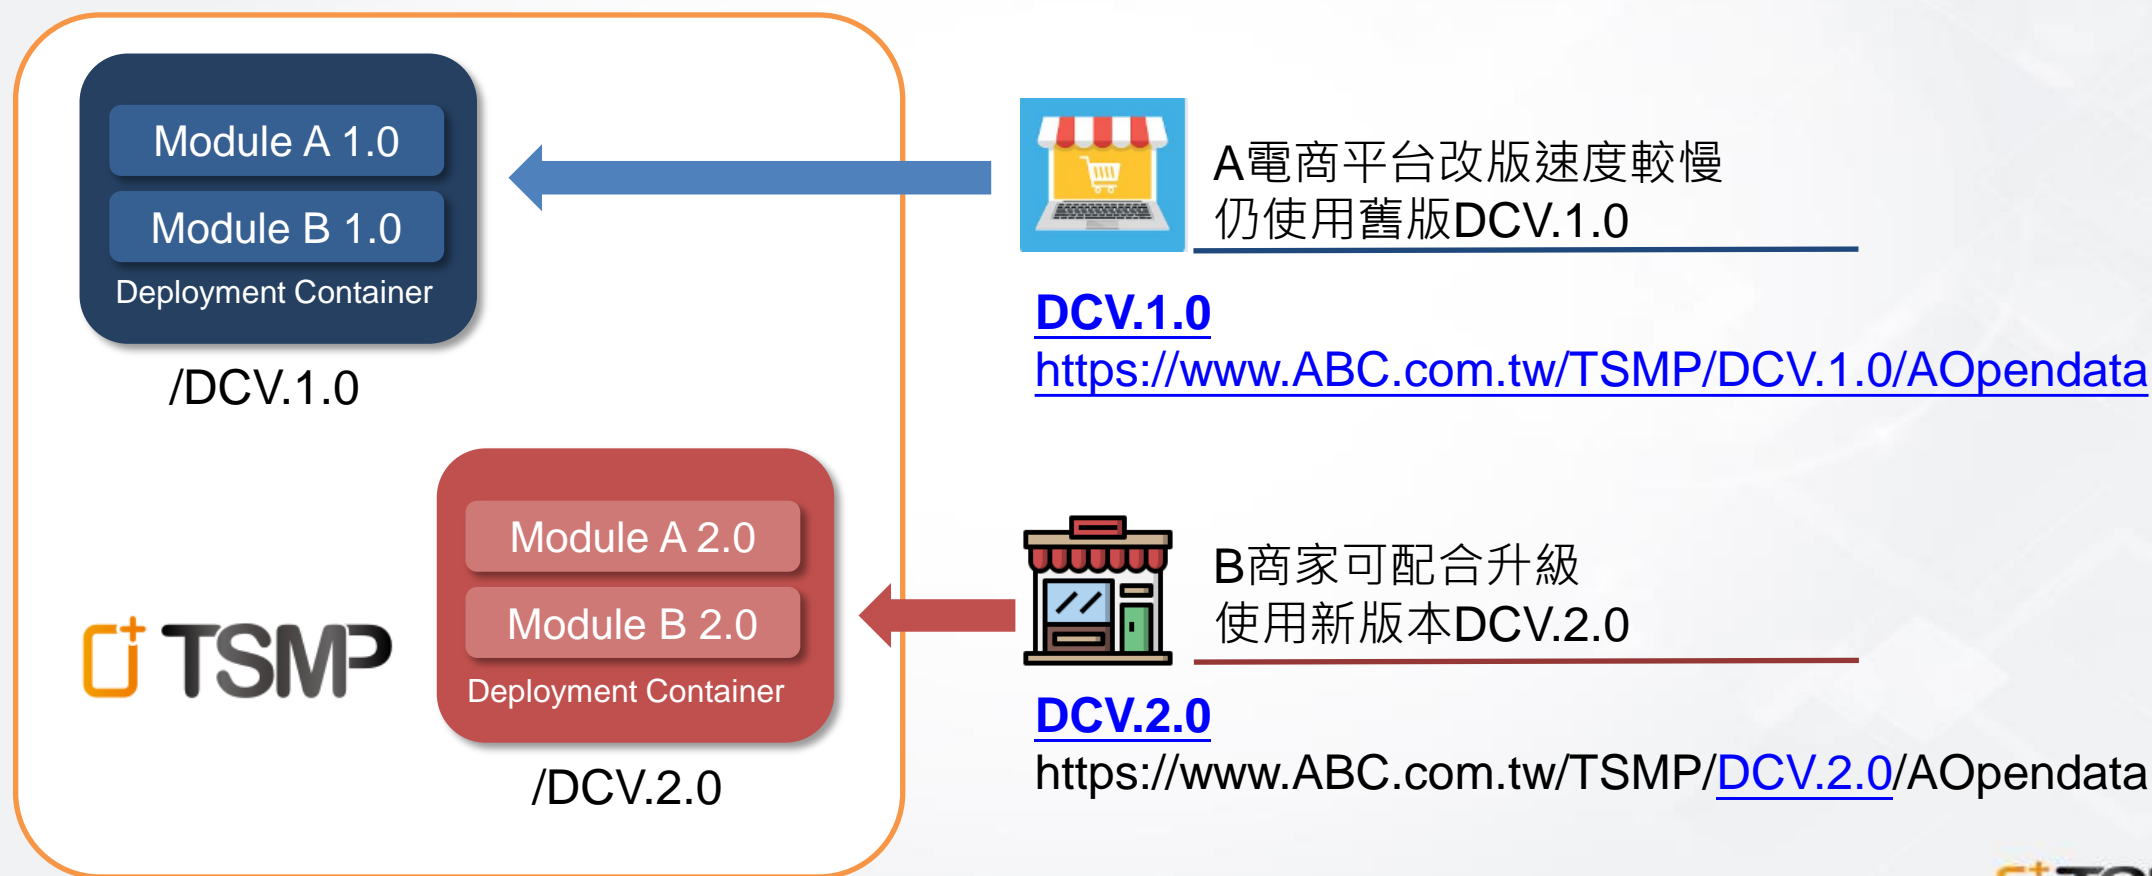 Module A 1.0
Module B 1.0
Deployment Container
/DCV.1.0
A電商平台改版速度較慢
仍使用舊版DCV.1.0
DCV.1.0
https://www.ABC.com.tw/TSMP/DCV.1.0/AOpendata
Module A 2.0
Module B 2.0
Deployment Container
/DCV.2.0
TSMP
B商家可配合升級
使用新版本DCV.2.0
DCV.2.0
https://www.ABC.com.tw/TSMP/DCV.2.0/AOpendata